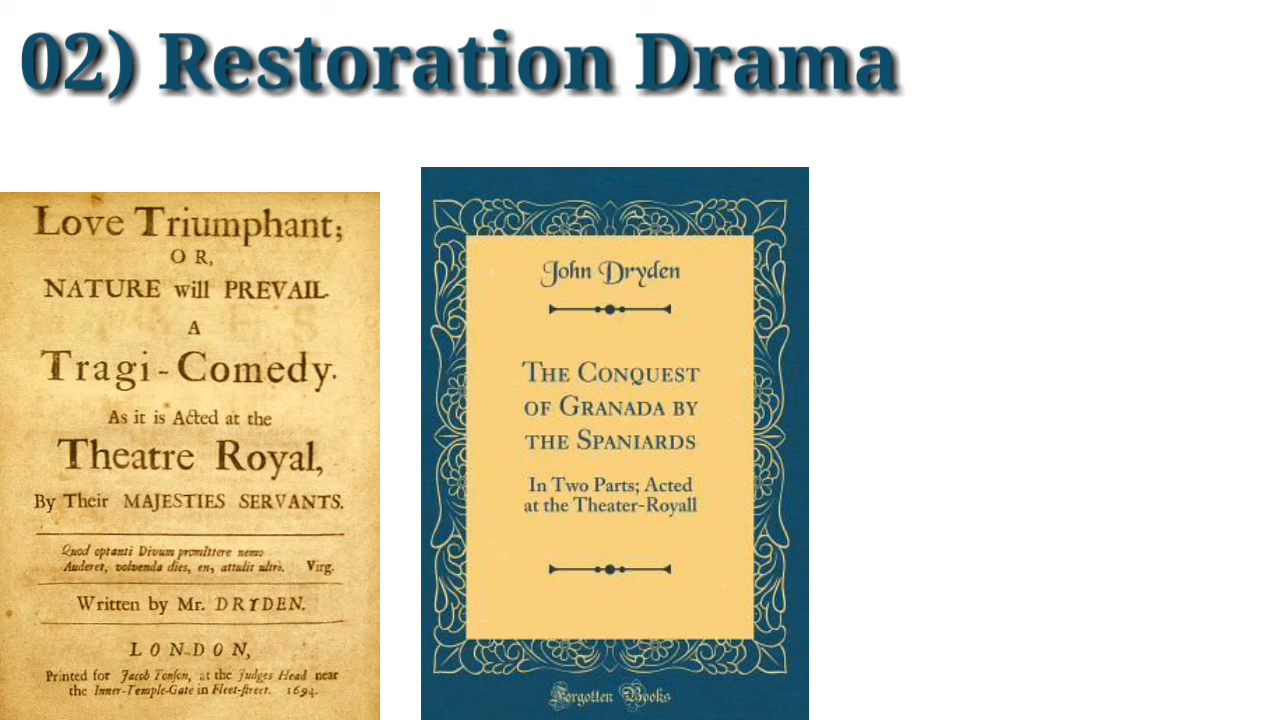 02) Restoration Drama
Love Triumphant;
OR,
NATURE will PREVAIL.
A
Tragi-Comedy.
As it is Acted at the
Theatre Royal,
By Their MAJESTIES SERVANTS.
Quod optanti Divum promittere nemo
Auderet, volvenda dies, en, attulit ultrò. Virg.
Written by Mr. DRYDEN.
LONDON,
Printed for Jacob Tonson, at the Judges Head near
the Inner-Temple-Gate in Fleet-street. 1694.
John Dryden
The Conquest
of Granada by
the Spaniards
In Two Parts; Acted
at the Theater-Royall
Forgotten Books